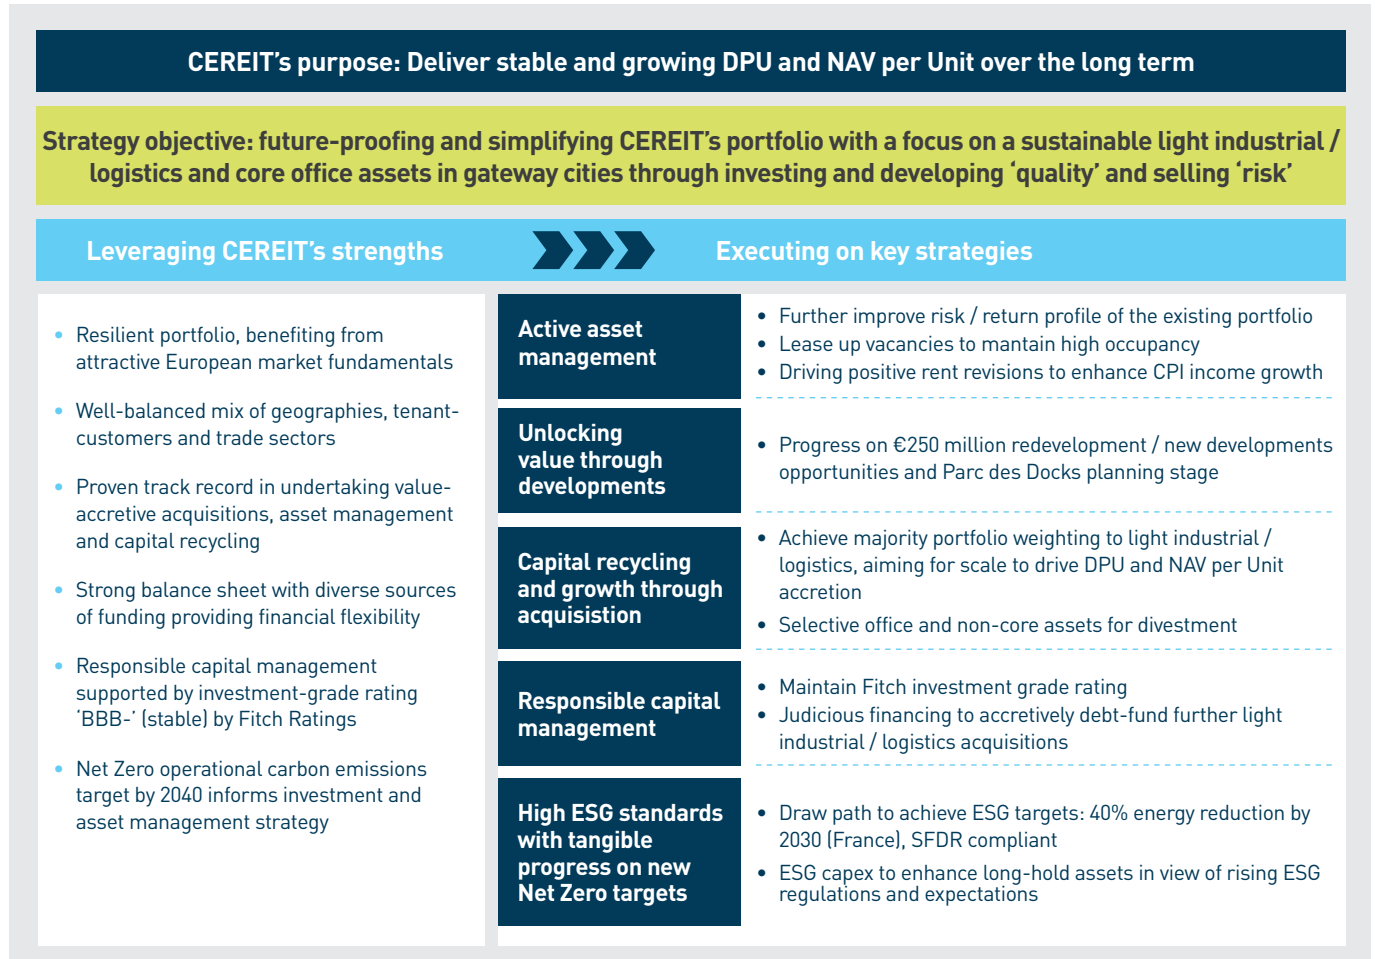 CEREIT’s purpose: Deliver stable and growing DPU and NAV per Unit over the long term
Strategy objective: future-proofing and simplifying CEREIT’s portfolio with a focus on a sustainable light industrial /
logistics and core office assets in gateway cities through investing and developing ‘quality’ and selling ‘risk’
Leveraging CEREIT’s strengths
Executing on key strategies
• Resilient portfolio, benefiting from
attractive European market fundamentals
• Well-balanced mix of geographies, tenant-
customers and trade sectors
• Proven track record in undertaking value-
accretive acquisitions, asset management
and capital recycling
• Strong balance sheet with diverse sources
of funding providing financial flexibility
• Responsible capital management
supported by investment-grade rating
‘BBB-’ (stable) by Fitch Ratings
• Net Zero operational carbon emissions
target by 2040 informs investment and
asset management strategy
Active asset
management
• Further improve risk / return profile of the existing portfolio
• Lease up vacancies to mantain high occupancy
• Driving positive rent revisions to enhance CPI income growth
Unlocking
value through
developments
• Progress on €250 million redevelopment / new developments
opportunities and Parc des Docks planning stage
Capital recycling
and growth through
acquisistion
• Achieve majority portfolio weighting to light industrial /
logistics, aiming for scale to drive DPU and NAV per Unit
accretion
• Selective office and non-core assets for divestment
Responsible capital
management
• Maintain Fitch investment grade rating
• Judicious financing to accretively debt-fund further light
industrial / logistics acquisitions
High ESG standards
with tangible
progress on new
Net Zero targets
• Draw path to achieve ESG targets: 40% energy reduction by
2030 (France), SFDR compliant
• ESG capex to enhance long-hold assets in view of rising ESG
regulations and expectations